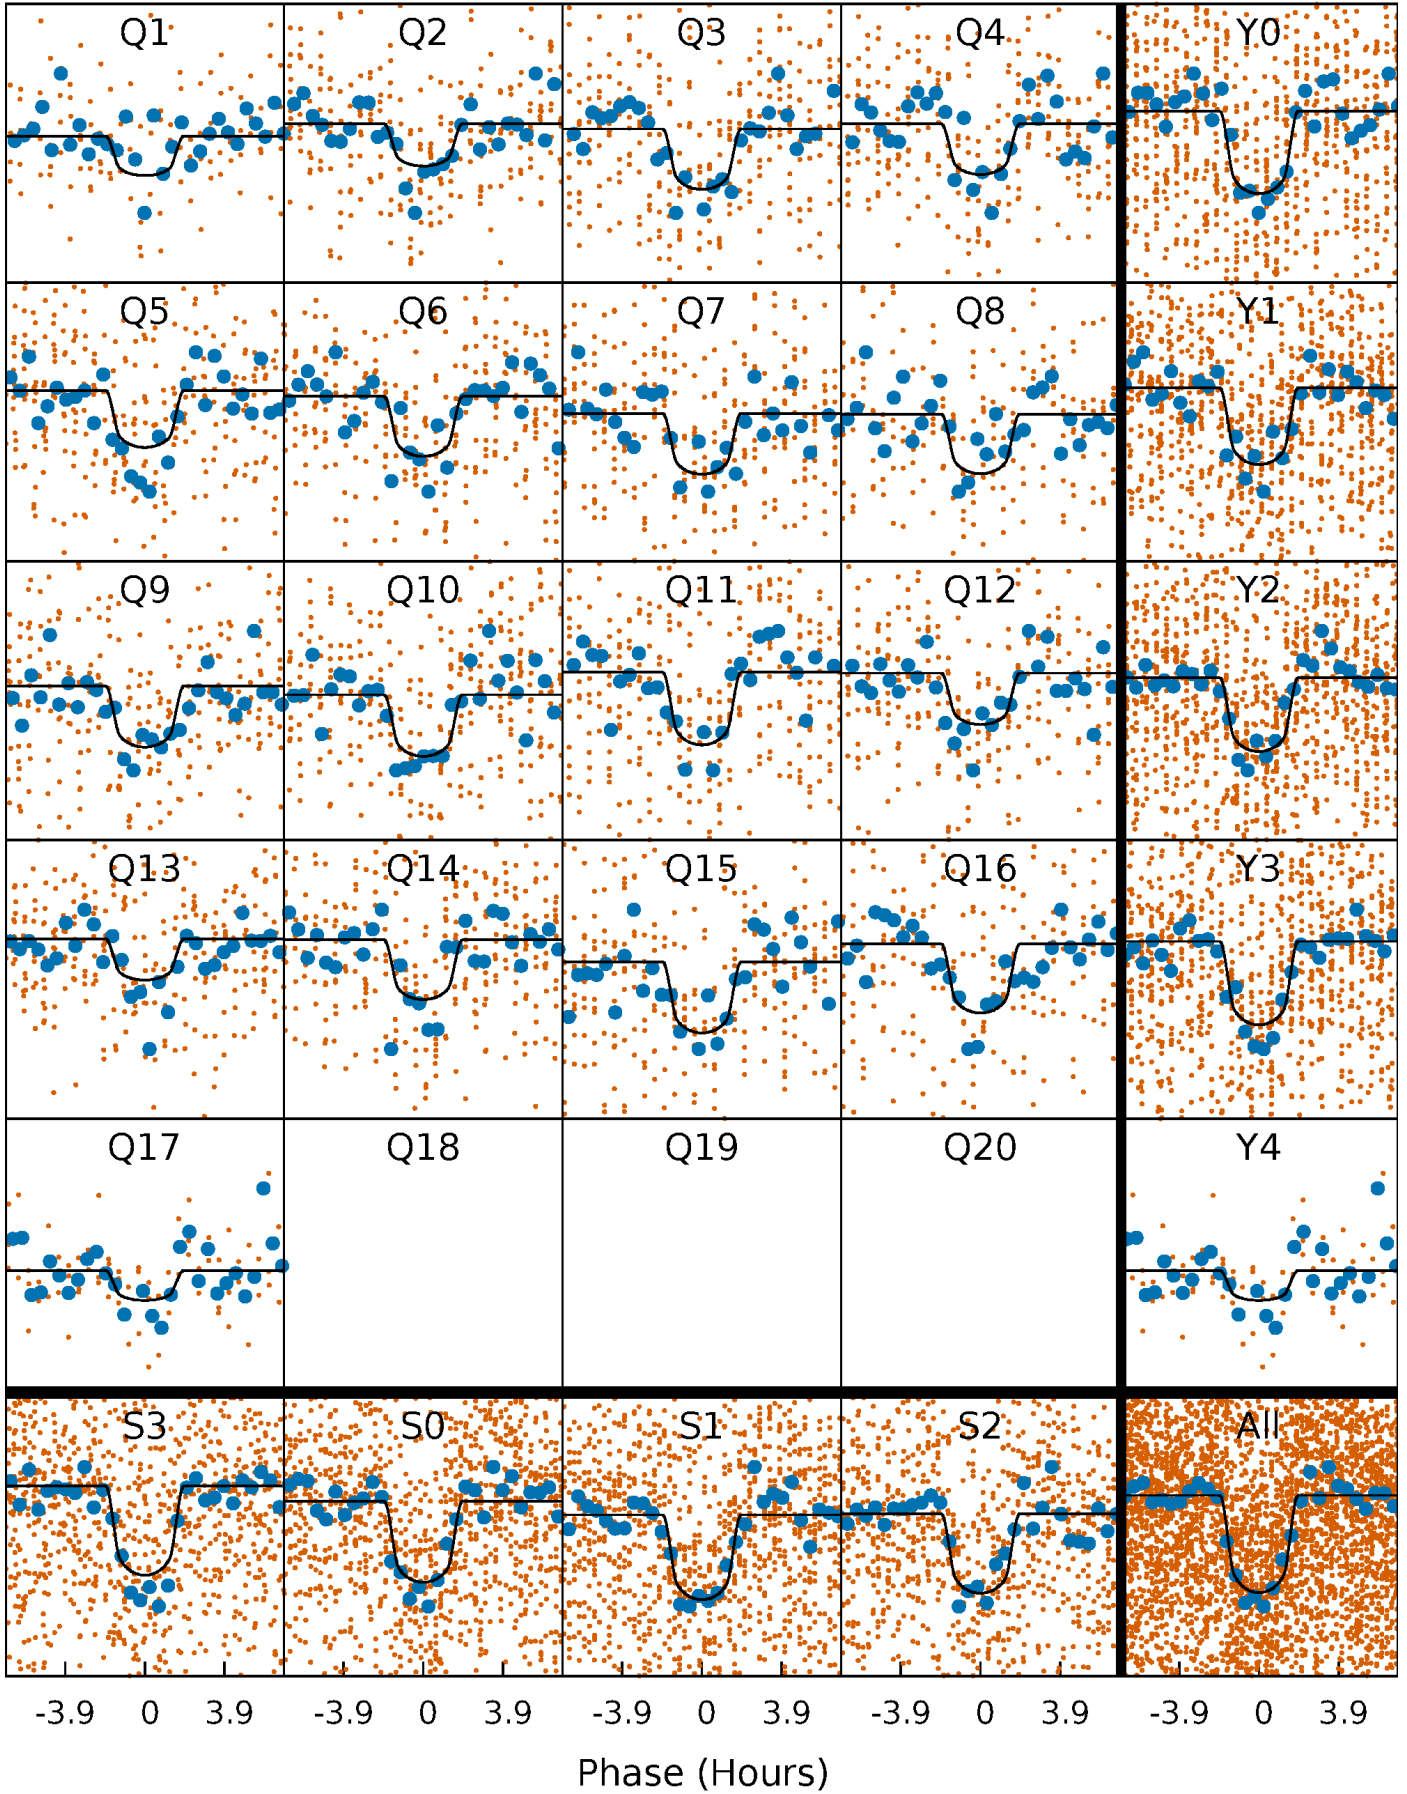 Q1 Q2 Q3 Q4 Y0
Q5 Q6 Q7 Q8 Y1
Q9 Q10 Q11 Q12 Y2
Q13 Q14 Q15 Q16 Y3
Q17 Q18 Q19 Q20 Y4
S3 S0 S1 S2 All
-3.9 0 3.9 -3.9 0 3.9 -3.9 0 3.9 -3.9 0 3.9 -3.9 0 3.9
Phase (Hours)